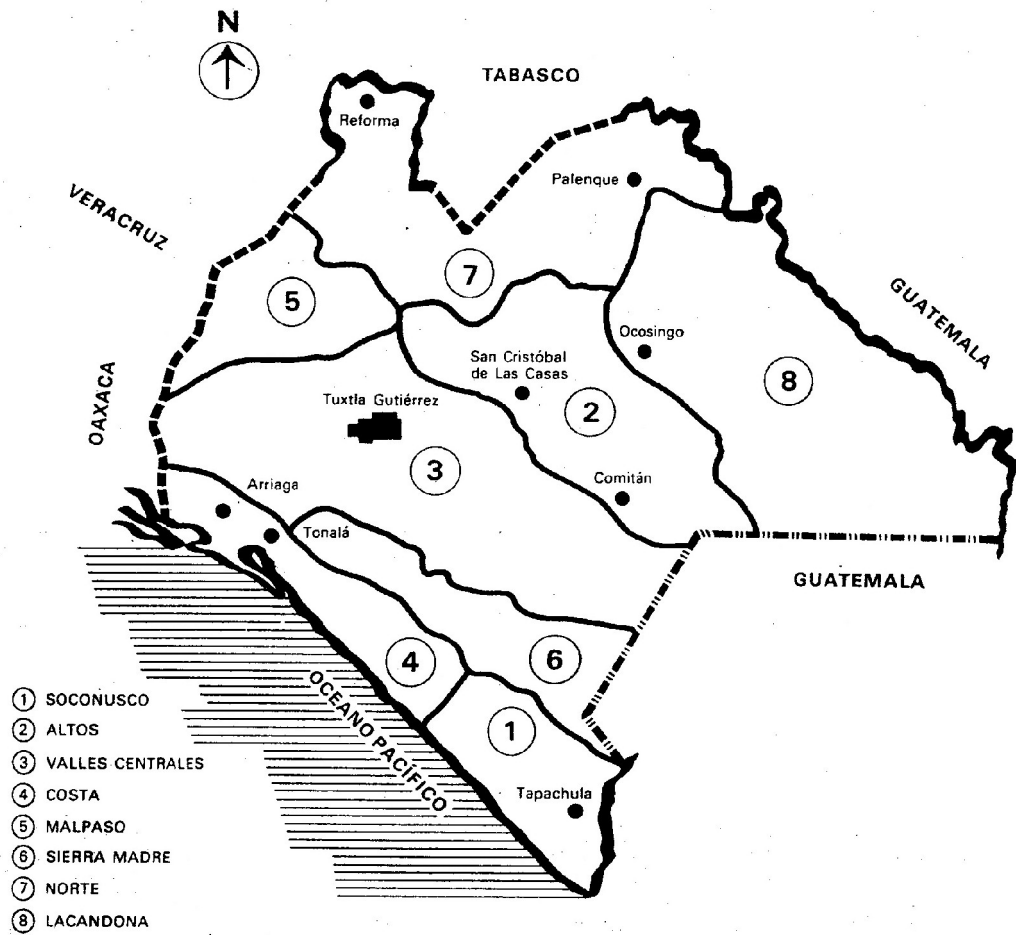 N
TABASCO
Reforma
Palenque
VERACRUZ
7
5
GUATEMALA
Ocosingo
San Cristóbal
de Las Casas
8
OAXACA
Tuxtla Gutiérrez
2
3
Comitán
Arriaga
Tonalá
GUATEMALA
4
6
OCEANO PACÍFICO
1
Tapachula
1 SOCONUSCO
2 ALTOS
3 VALLES CENTRALES
4 COSTA
5 MALPASO
6 SIERRA MADRE
7 NORTE
8 LACANDONA